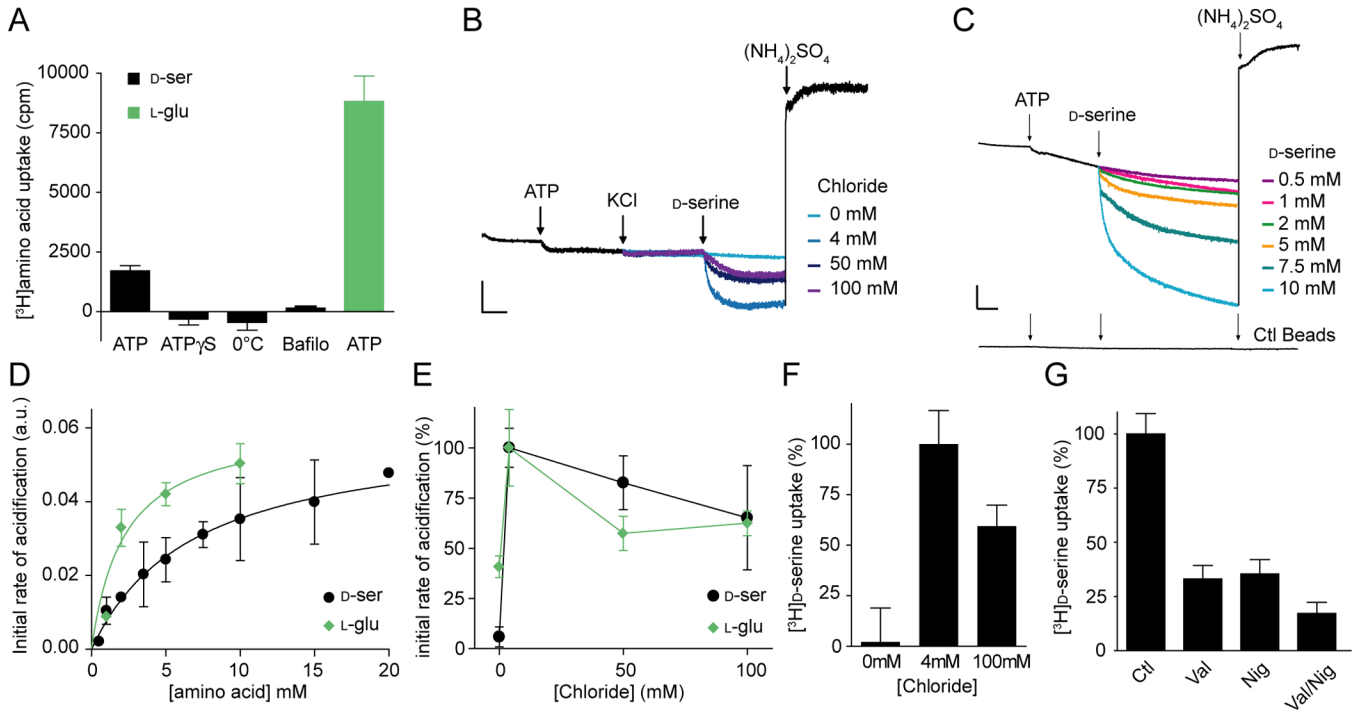 A
[³H]amino acid uptake (cpm)
10000
7500
5000
2500
0
D-ser
L-glu
ATP ATPγS 0°C Bafilo ATP
B
(NH₄)₂SO₄
ATP
KCl
D-serine
Chloride
0 mM
4 mM
50 mM
100 mM
C
(NH₄)₂SO₄
ATP
D-serine
D-serine
0.5 mM
1 mM
2 mM
5 mM
7.5 mM
10 mM
Ctl Beads
D
Initial rate of acidification (a.u.)
0.06
0.04
0.02
0.00
D-ser
L-glu
0 5 10 15 20
[amino acid] mM
E
initial rate of acidification (%)
100
75
50
25
0
D-ser
L-glu
0 50 100
[Chloride] (mM)
F
[³H]D-serine uptake (%)
100
75
50
25
0
0mM 4mM 100mM
[Chloride]
G
[³H]D-serine uptake (%)
100
75
50
25
0
Ctl Val Nig Val/Nig